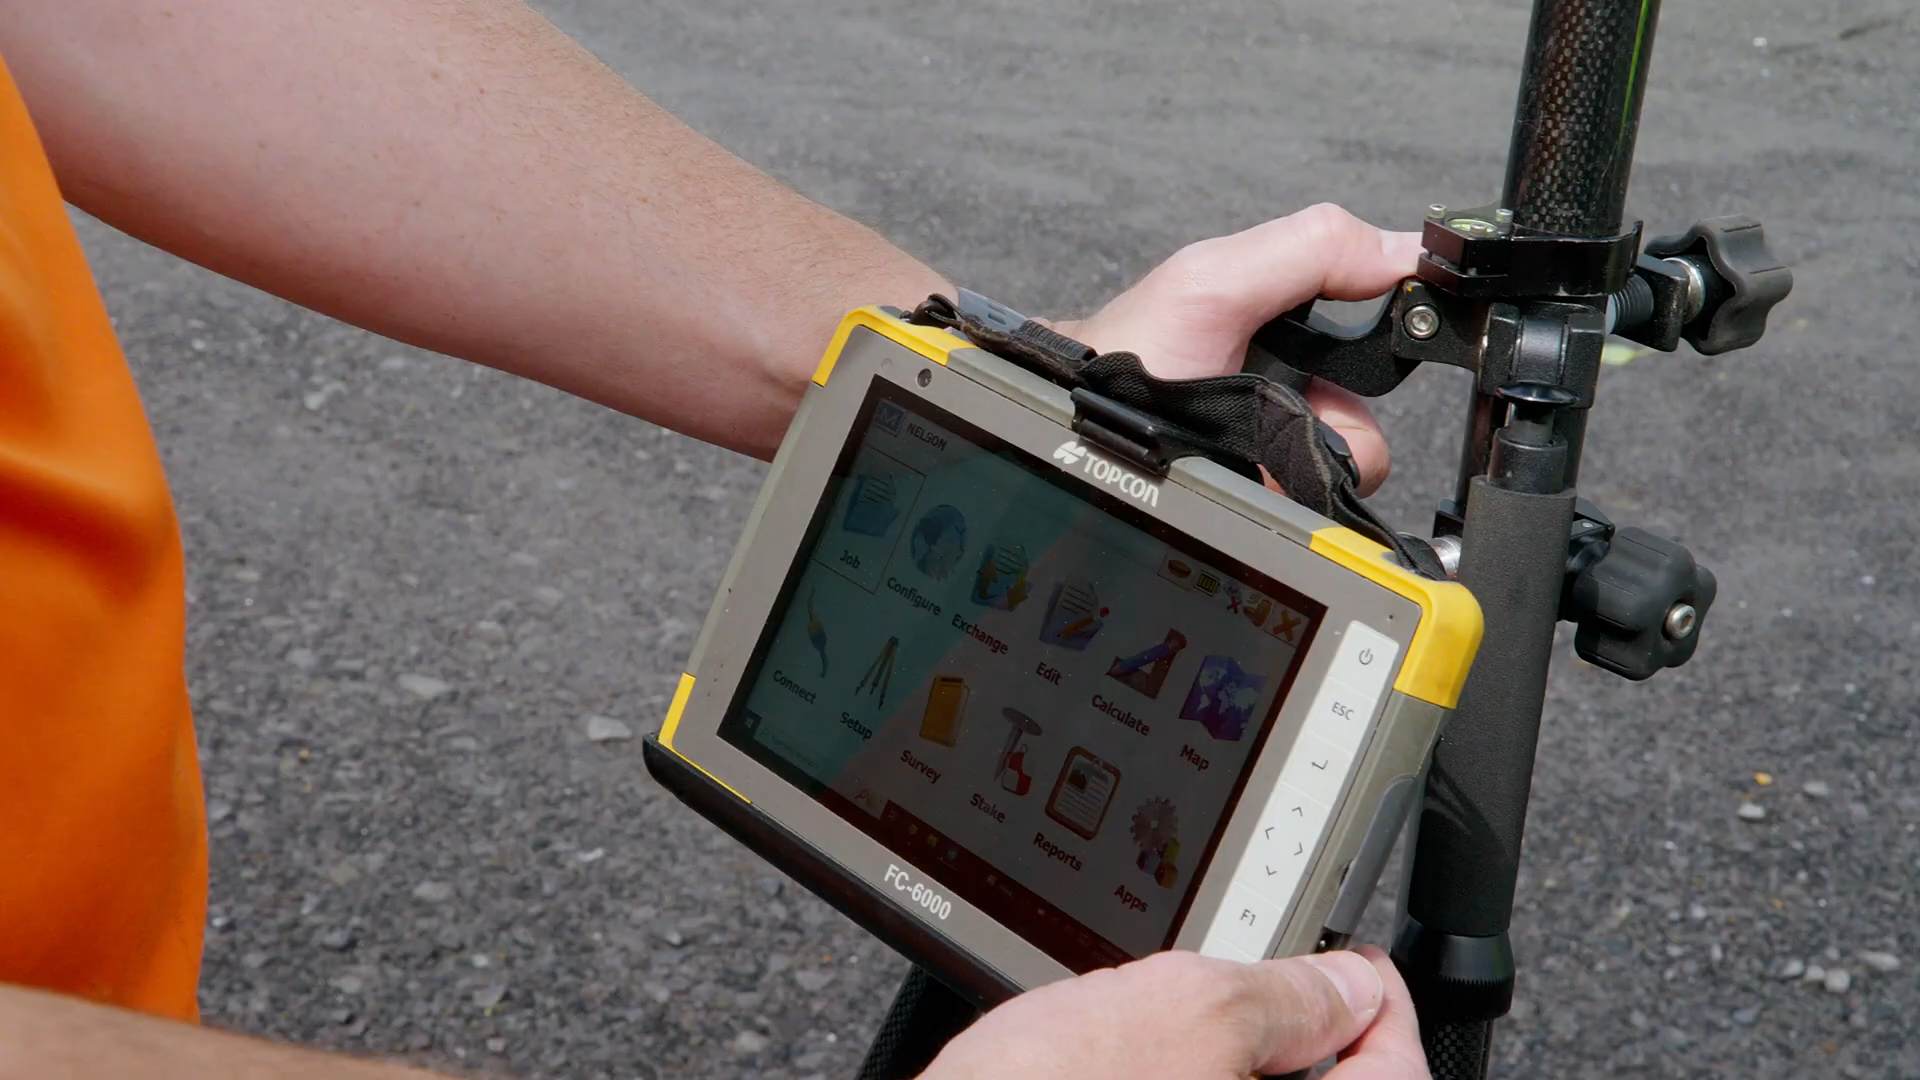 TOPCON
NELSON
Job
Configure
Exchange
Edit
Calculate
Map
Connect
Setup
Survey
Stake
Reports
Apps
ESC
F1
FC-6000